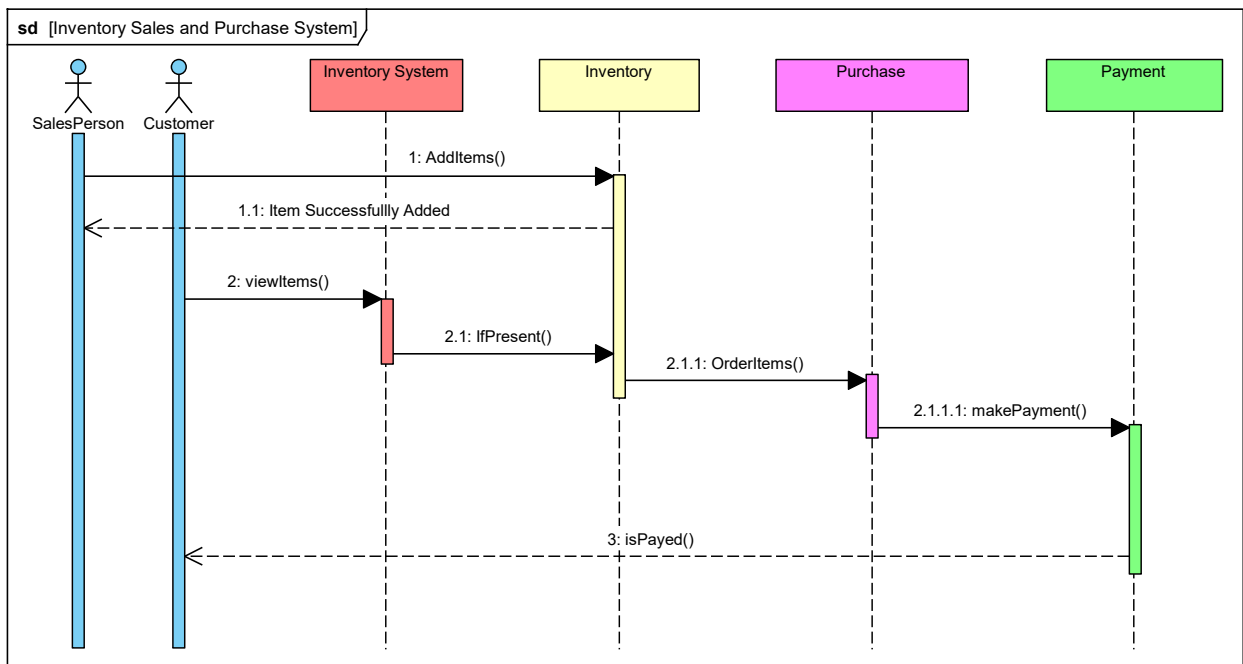 sd [Inventory Sales and Purchase System]
SalesPerson
Customer
Inventory System
Inventory
Purchase
Payment
1: AddItems()
1.1: Item Successfullly Added
2: viewItems()
2.1: IfPresent()
2.1.1: OrderItems()
2.1.1.1: makePayment()
3: isPayed()